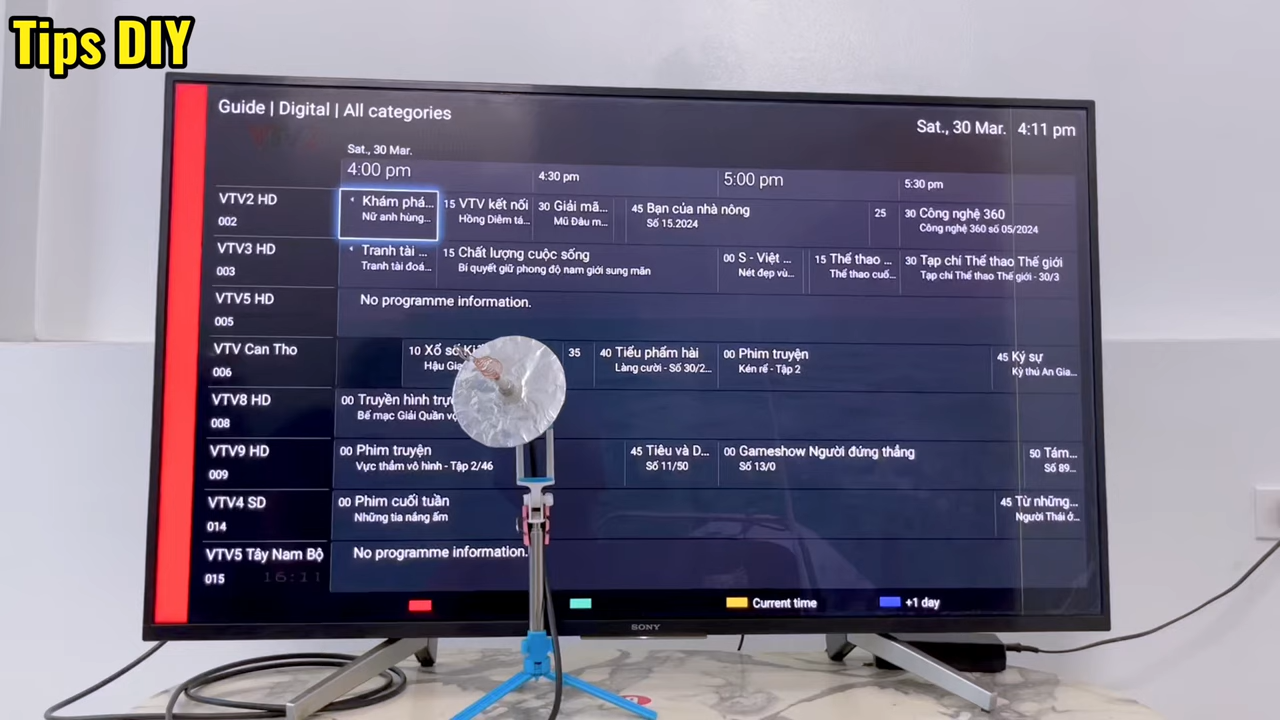 Tips DIY
Guide | Digital | All categories
Sat., 30 Mar. 4:11 pm
Sat., 30 Mar.
4:00 pm 4:30 pm 5:00 pm 5:30 pm
VTV2 HD
002
Khám phá...
Nữ anh hùng...
15 VTV kết nối
Hồng Diêm tá...
30 Giải mã...
Mũ Đâu m...
45 Bạn của nhà nông
Số 15.2024
25
30 Công nghệ 360
Công nghệ 360 số 05/2024
VTV3 HD
003
Tranh tài ...
Tranh tài đoá...
15 Chất lượng cuộc sống
Bí quyết giữ phong độ nam giới sung mãn
00 S - Việt ...
Nét đẹp vù...
15 Thể thao ...
Thể thao cuố...
30 Tạp chí Thể thao Thế giới
Tạp chí Thể thao Thế giới - 30/3
VTV5 HD
005
No programme information.
VTV Can Tho
006
10 Xổ số
Hậu
35
40 Tiểu phẩm hài
Làng cười - Số 30/2...
00 Phim truyện
Kén rể - Tập 2
45 Ký sự
Kỳ thú An Gia...
VTV8 HD
008
00 Truyền hình
Bế mạc Giải Quần
VTV9 HD
009
00 Phim truyện
Vực thẳm vô hình - Tập 2/46
45 Tiêu và D...
Số 11/50
00 Gameshow Người đứng thẳng
Số 13/0
50 Tám...
Số 89...
VTV4 SD
014
00 Phim cuối tuần
Những tia nắng ấm
45 Từ những...
Người Thái ở...
VTV5 Tây Nam Bộ
015
16:11
No programme information.
Current time +1 day
SONY